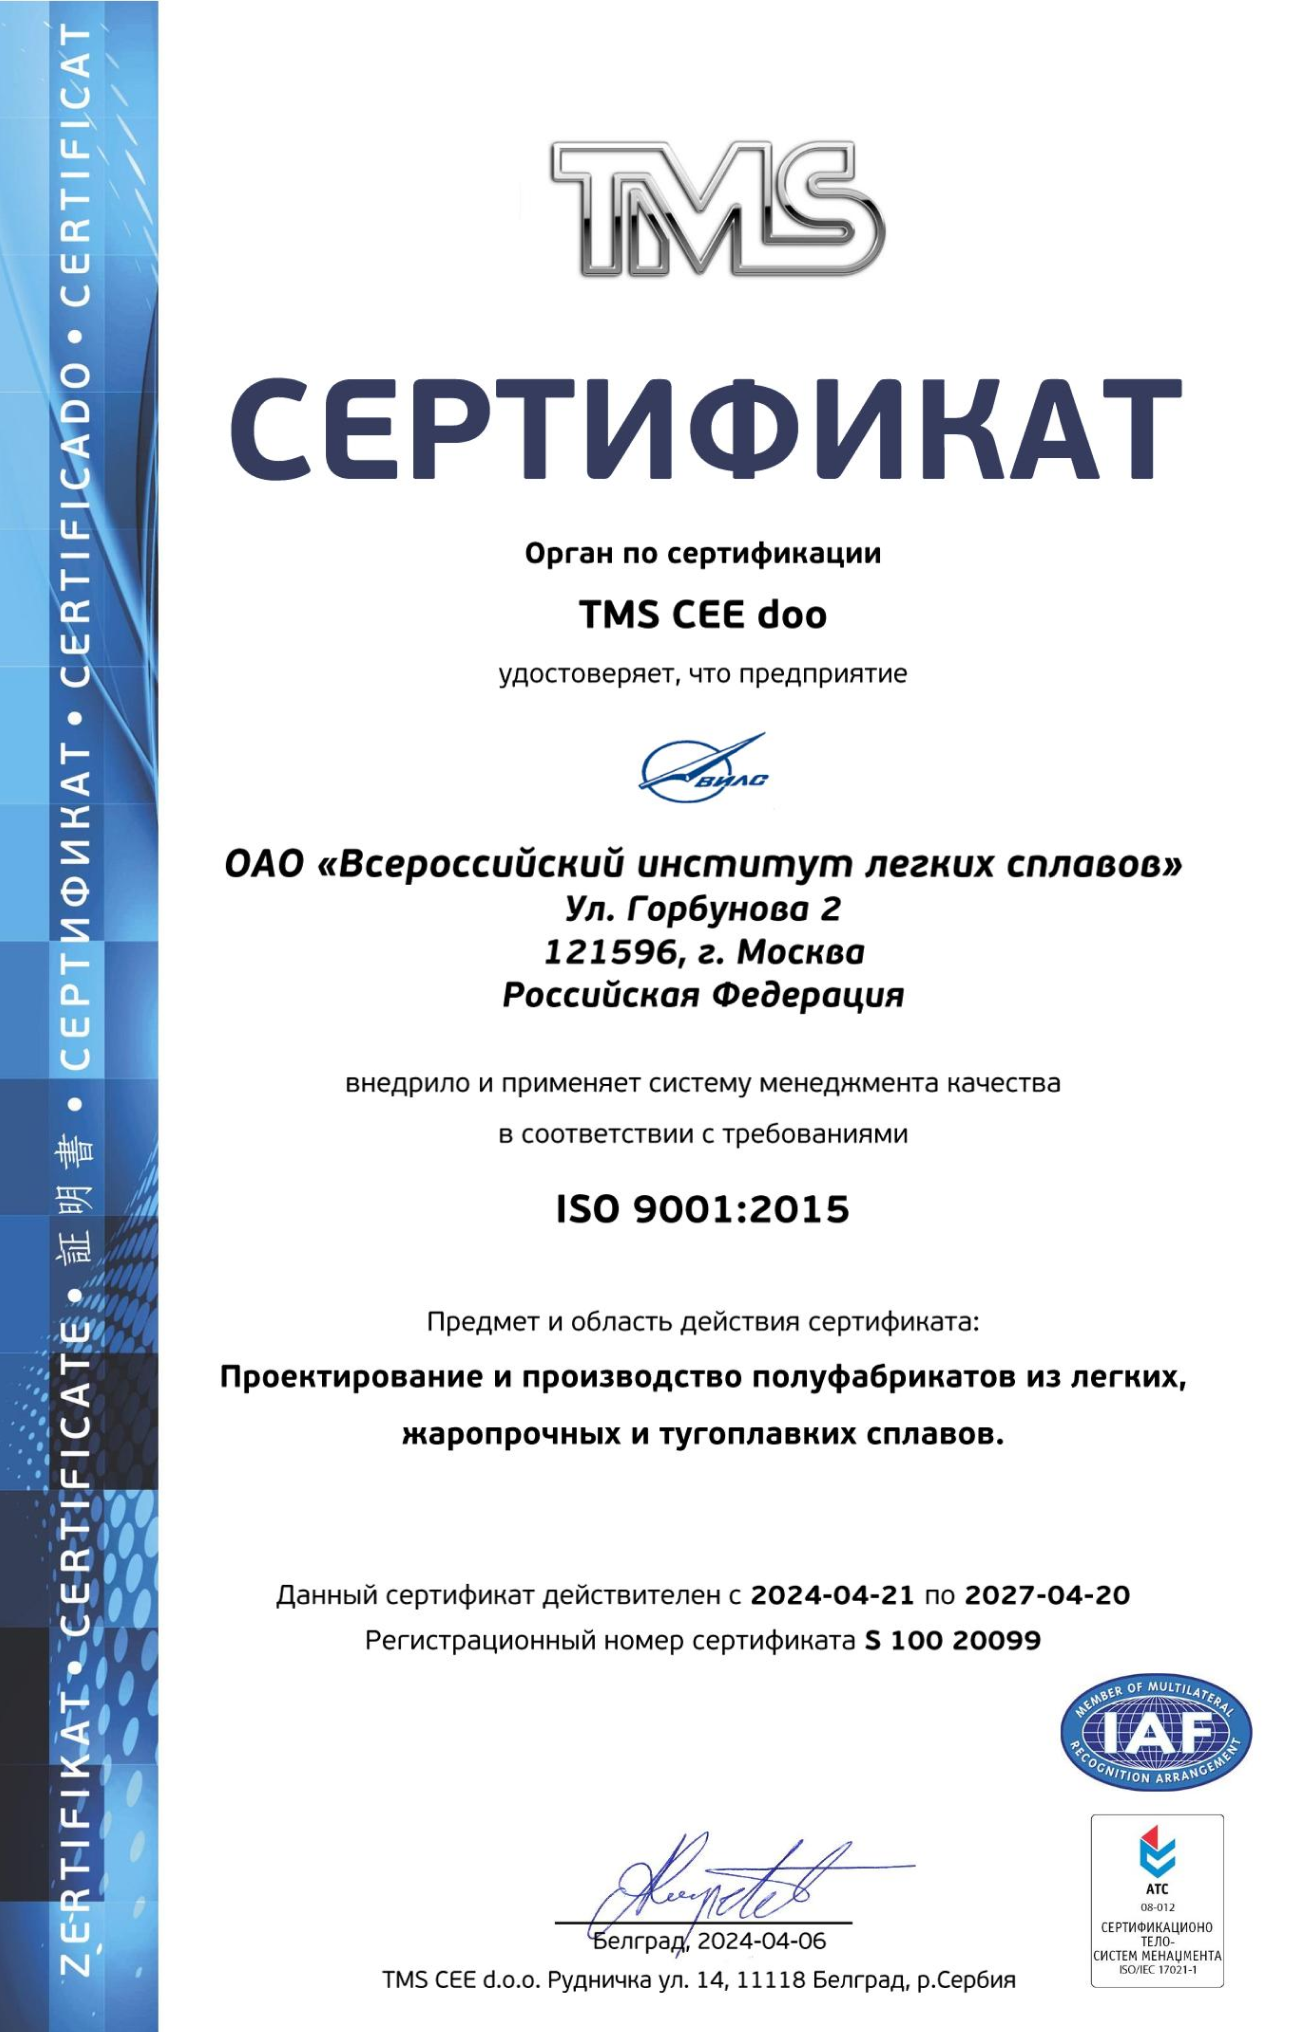 ZERTIFIKAT • CERTIFICATE • 証明書 • СЕРТИФИКАТ • CERTIFICADO • CERTIFICAT
TMS
СЕРТИФИКАТ
Орган по сертификации
TMS CEE doo
удостоверяет, что предприятие
ВИЛС
ОАО «Всероссийский институт легких сплавов»
Ул. Горбунова 2
121596, г. Москва
Российская Федерация
внедрило и применяет систему менеджмента качества
в соответствии с требованиями
ISO 9001:2015
Предмет и область действия сертификата:
Проектирование и производство полуфабрикатов из легких,
жаропрочных и тугоплавких сплавов.
Данный сертификат действителен с 2024-04-21 по 2027-04-20
Регистрационный номер сертификата S 100 20099
MEMBER OF MULTILATERAL
IAF
RECOGNITION ARRANGEMENT
АТС
08-012
СЕРТИФИКАЦИОНО
ТЕЛО-
СИСТЕМ МЕНАЏМЕНТА
ISO/IEC 17021-1
Белград, 2024-04-06
TMS CEE d.o.o. Рудничка ул. 14, 11118 Белград, р.Сербия